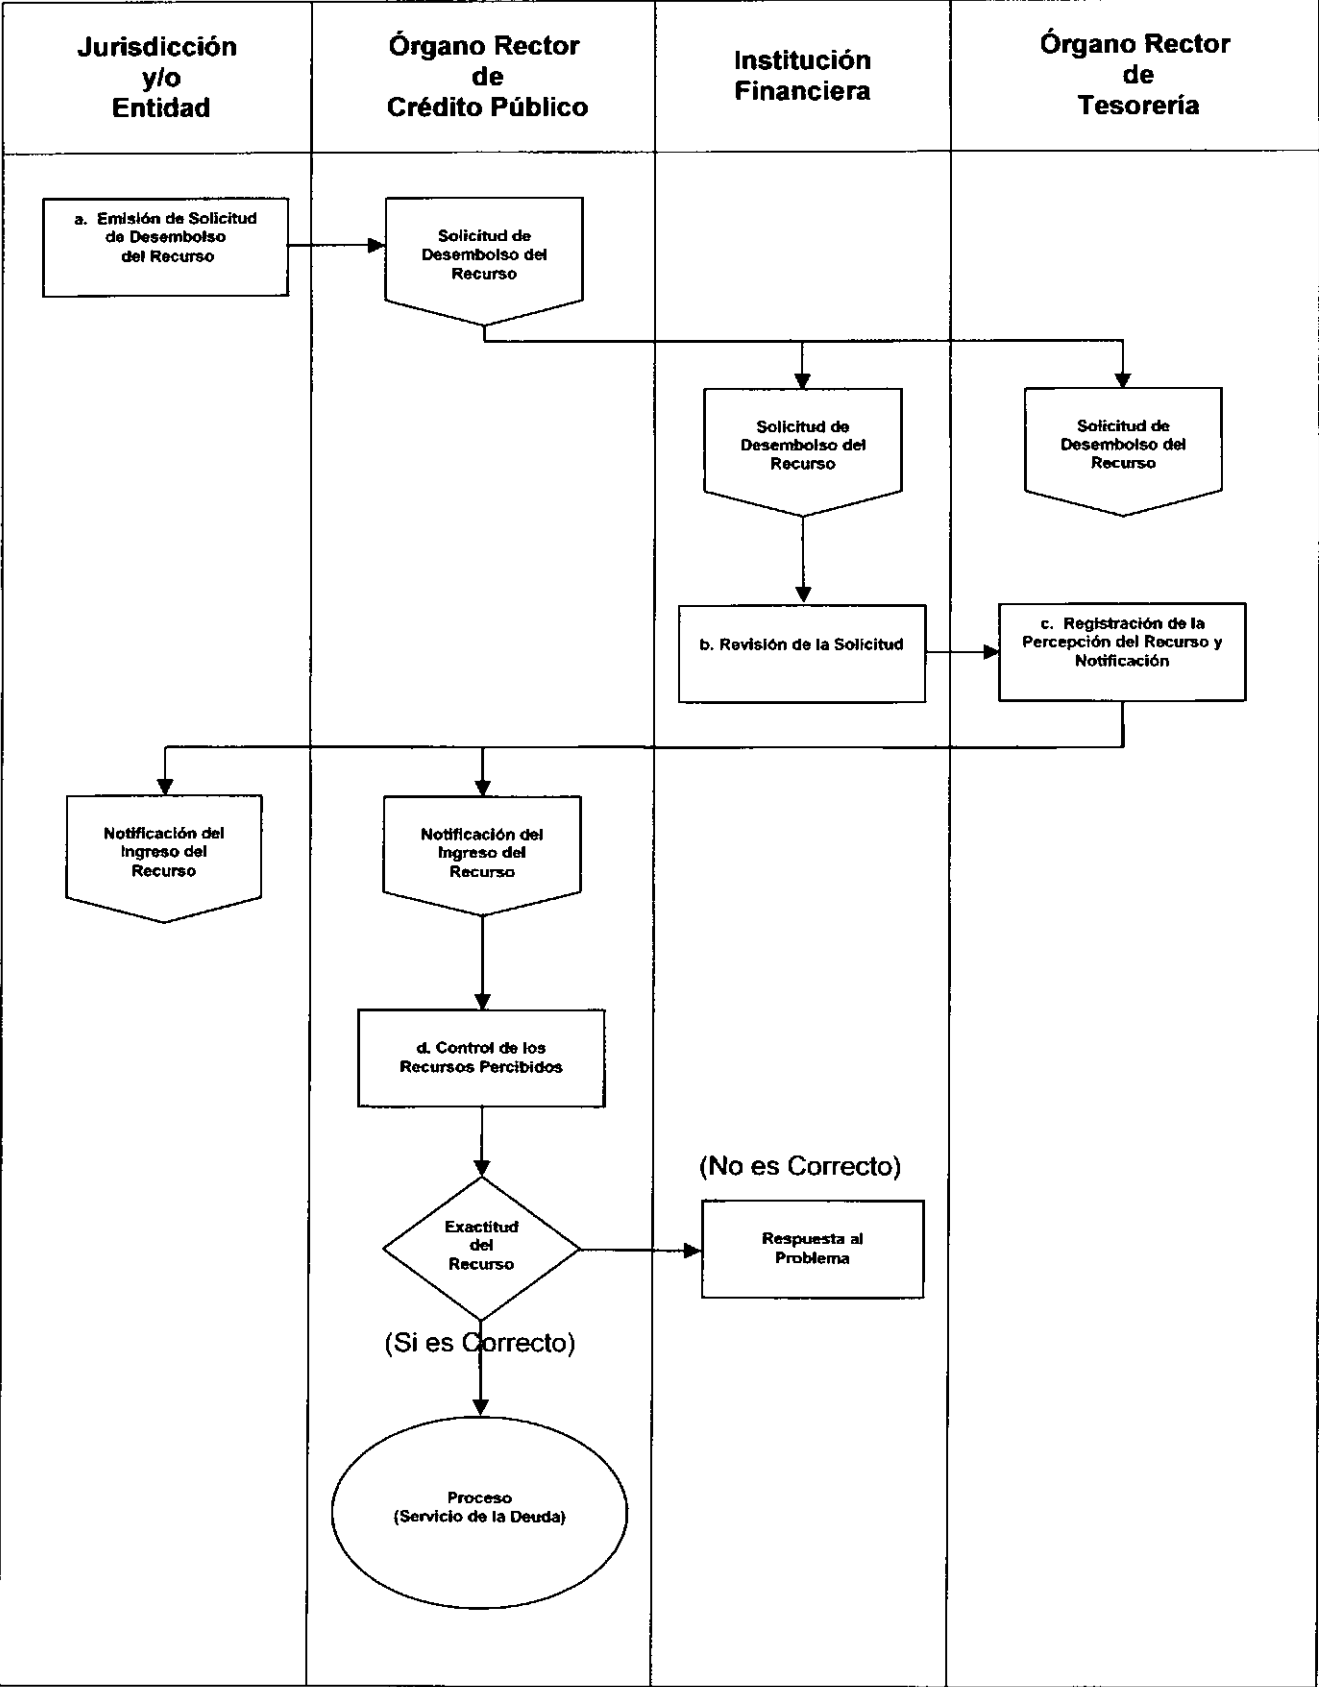 Jurisdicción
y/o
Entidad
Órgano Rector
de
Crédito Público
Institución
Financiera
Órgano Rector
de
Tesorería
a. Emisión de Solicitud
de Desembolso
del Recurso
Solicitud de
Desembolso del
Recurso
Solicitud de
Desembolso del
Recurso
Solicitud de
Desembolso del
Recurso
b. Revisión de la Solicitud
c. Registración de la
Percepción del Recurso y
Notificación
Notificación del
Ingreso del
Recurso
Notificación del
Ingreso del
Recurso
d. Control de los
Recursos Percibidos
(No es Correcto)
Exactitud
del
Recurso
Respuesta al
Problema
(Si es Correcto)
Proceso
(Servicio de la Deuda)